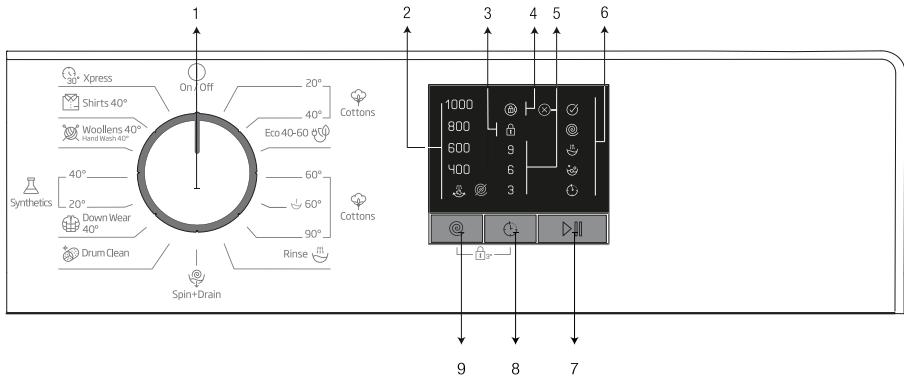 1 2 3 4 5 6
30' Xpress
Shirts 40°
Woollens 40°
Hand Wash 40°
40°
20°
Synthetics
Down Wear
40°
Drum Clean
Spin+Drain
On / Off
20°
40°
Cottons
Eco 40-60
60°
60°
90°
Cottons
Rinse
1000
800
600
400
9
6
3
3"
9 8 7